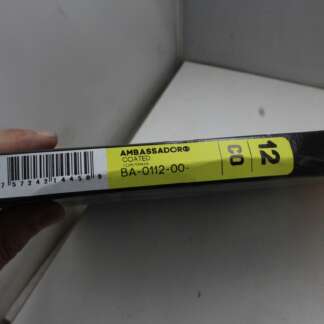 AMBASSADOR
COATED
BA-0112-00-
12
CO